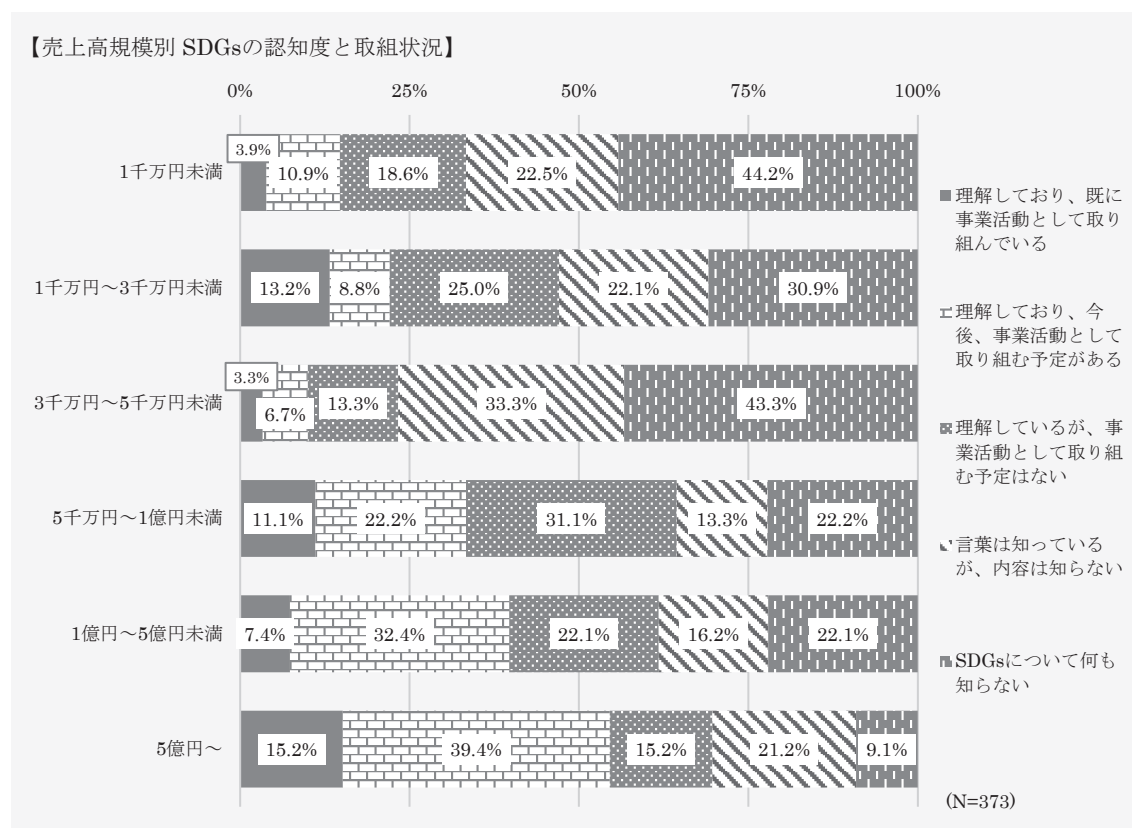 【売上高規模別 SDGsの認知度と取組状況】
0% 25% 50% 75% 100%
1千万円未満 3.9% 10.9% 18.6% 22.5% 44.2%
1千万円～3千万円未満 13.2% 8.8% 25.0% 22.1% 30.9%
3千万円～5千万円未満 3.3% 6.7% 13.3% 33.3% 43.3%
5千万円～1億円未満 11.1% 22.2% 31.1% 13.3% 22.2%
1億円～5億円未満 7.4% 32.4% 22.1% 16.2% 22.1%
5億円～ 15.2% 39.4% 15.2% 21.2% 9.1%
理解しており、既に
事業活動として取り
組んでいる
理解しており、今
後、事業活動として
取り組む予定がある
理解しているが、事
業活動として取り組
む予定はない
言葉は知っている
が、内容は知らない
SDGsについて何も
知らない
(N=373)